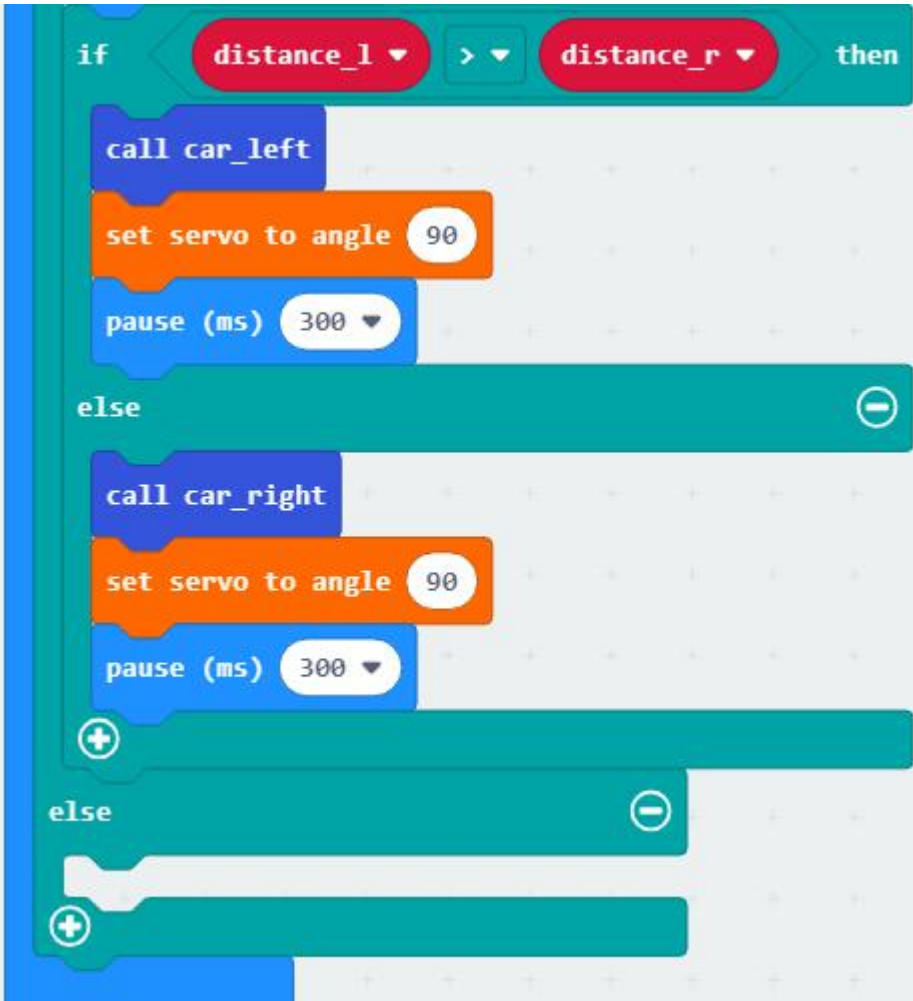 if distance_l > distance_r then
call car_left
set servo to angle 90
pause (ms) 300
else
call car_right
set servo to angle 90
pause (ms) 300
else